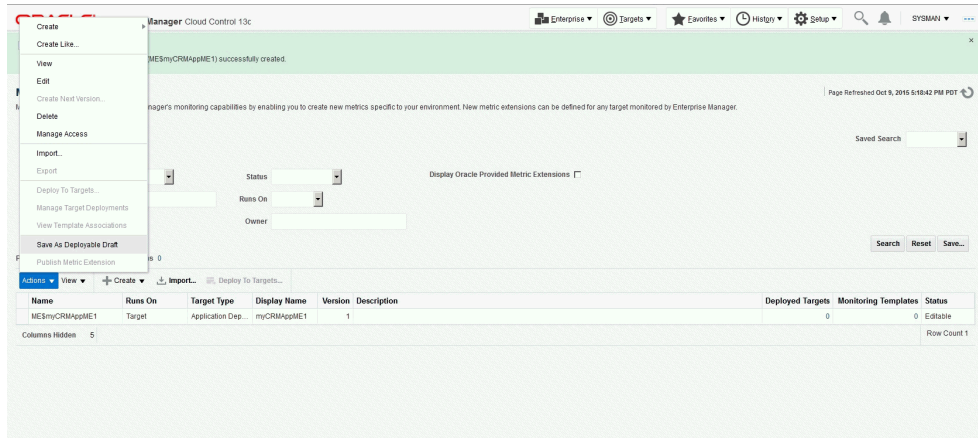 Manager Cloud Control 13c
Enterprise ▼
Targets ▼
Favorites ▼
History ▼
Setup ▼
SYSMAN ▼
Create
Create Like...
View
Edit
Create Next Version...
Delete
Manage Access
Import...
Export
Deploy To Targets...
Manage Target Deployments
View Template Associations
Save As Deployable Draft
Publish Metric Extension
(ME$myCRMAppME1) successfully created.
Page Refreshed Oct 9, 2015 5:18:42 PM PDT
nager's monitoring capabilities by enabling you to create new metrics specific to your environment. New metric extensions can be defined for any target monitored by Enterprise Manager.
Saved Search
Status
Display Oracle Provided Metric Extensions
Runs On
Owner
Search Reset Save...
s 0
Actions ▼ View ▼ Create ▼ Import... Deploy To Targets...
Name Runs On Target Type Display Name Version Description Deployed Targets Monitoring Templates Status
ME$myCRMAppME1 Target Application Dep... myCRMAppME1 1 0 0 Editable
Columns Hidden 5
Row Count 1